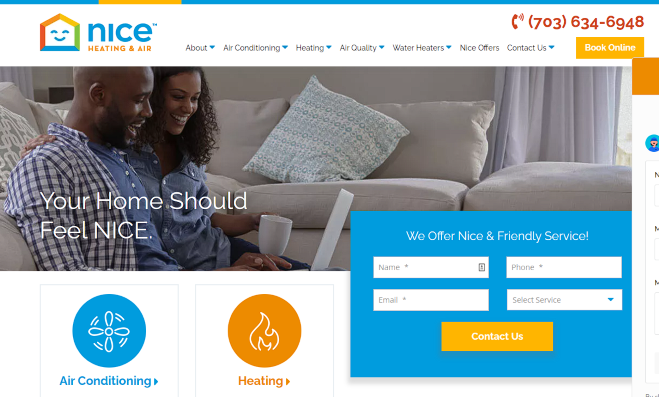 nice™
HEATING & AIR
(703) 634-6948
About Air Conditioning Heating Air Quality Water Heaters Nice Offers Contact Us Book Online
Your Home Should
Feel NICE.
We Offer Nice & Friendly Service!
Name * Phone *
Email * Select Service
Contact Us
Air Conditioning Heating